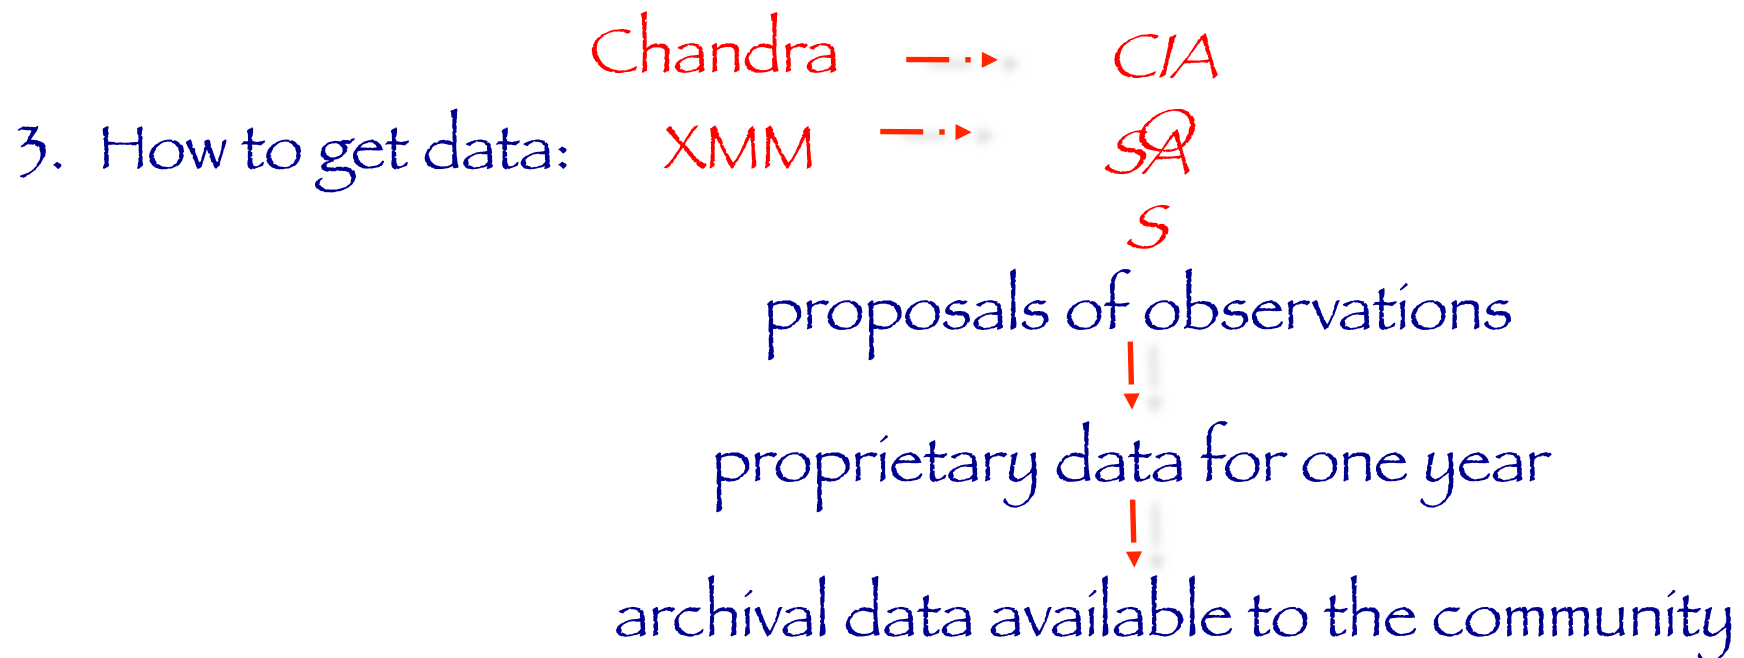 Chandra CIA
O
3. How to get data: XMM SA
S
proposals of observations
proprietary data for one year
archival data available to the community